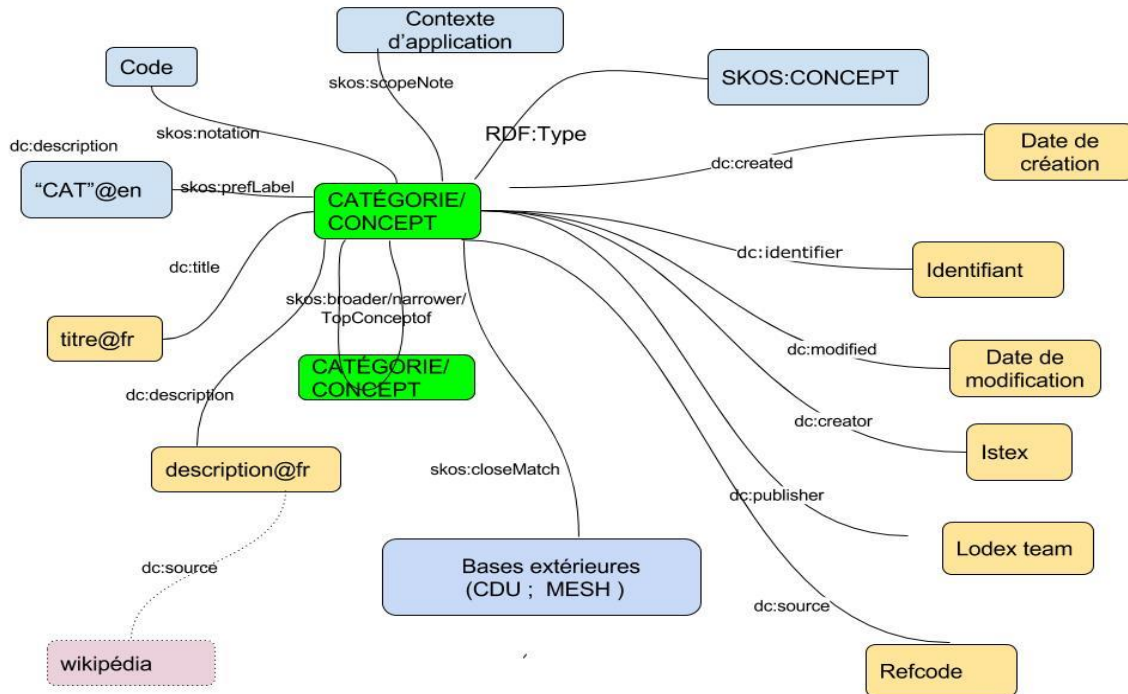 Contexte
d'application
Code
skos:scopeNote
SKOS:CONCEPT
skos:notation
RDF:Type
dc:description
Date de
création
dc:created
"CAT"@en
skos:prefLabel
CATÉGORIE/
CONCEPT
dc:title
dc:identifier
Identifiant
skos:broader/narrower/
TopConceptof
titre@fr
dc:modified
Date de
modification
CATÉGORIE/
CONCEPT
dc:description
dc:creator
Istex
description@fr
skos:closeMatch
dc:publisher
Lodex team
dc:source
Bases extérieures
(CDU ; MESH )
dc:source
wikipédia
Refcode